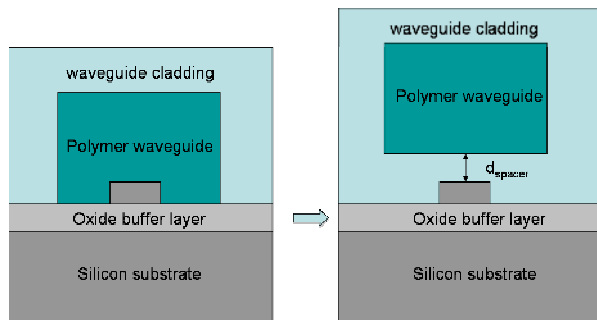 waveguide cladding
Polymer waveguide
Oxide buffer layer
Silicon substrate
waveguide cladding
Polymer waveguide
dspacer
Oxide buffer layer
Silicon substrate